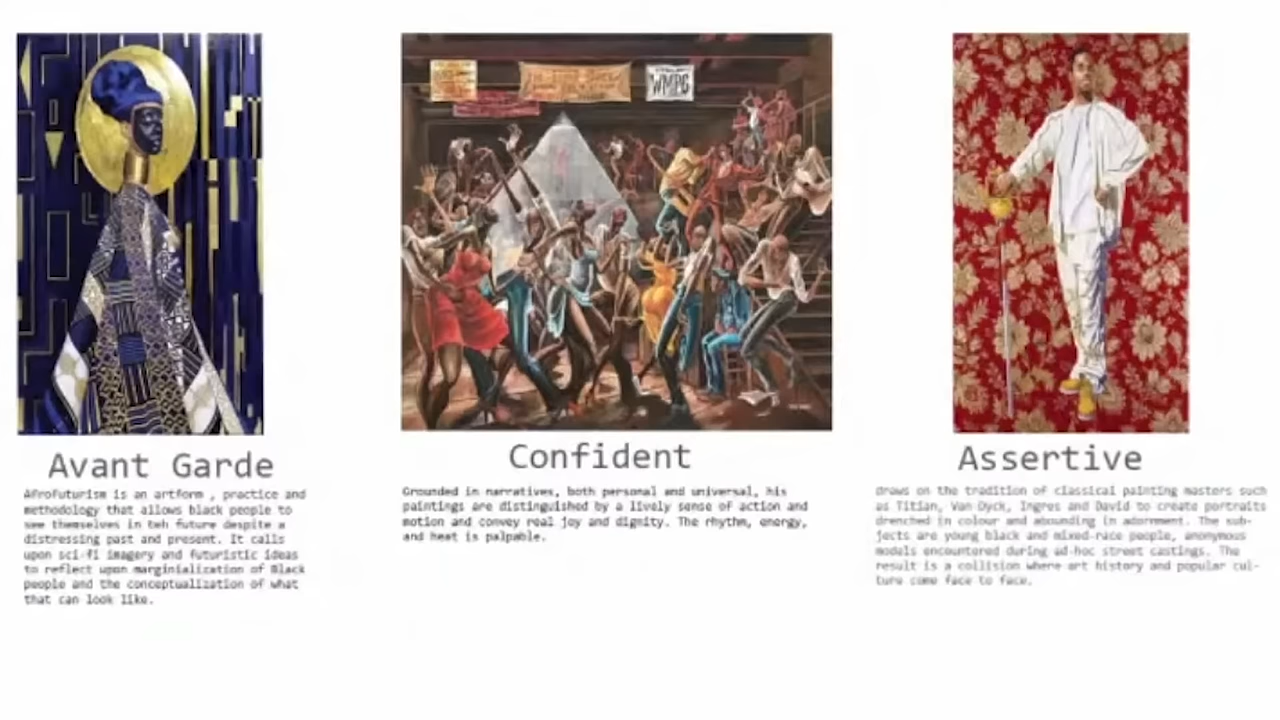 WMPG
Avant Garde
Afrofuturism is an artform , practice and
methodology that allows black people to
see themselves in teh future despite a
distressing past and present. It calls
upon sci-fi imagery and futuristic ideas
to reflect upon marginialization of Black
people and the conceptualization of what
that can look like.
Confident
Grounded in narratives, both personal and universal, his
paintings are distinguished by a lively sense of action and
motion and convey real joy and dignity. The rhythm, energy,
and heat is palpable.
Assertive
draws on the tradition of classical painting masters such
as Titian, Van Dyck, Ingres and David to create portraits
drenched in colour and abounding in adornment. The sub-
jects are young black and mixed-race people, anonymous
models encountered during ad-hoc street castings. The
result is a collision where art history and popular cul-
ture come face to face.